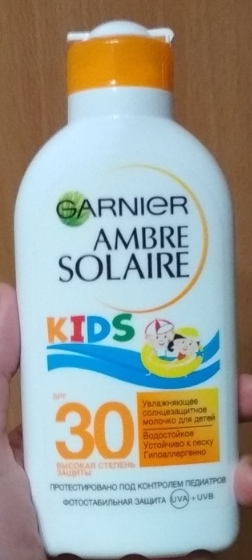 GARNIER
AMBRE
SOLAIRE
KIDS
SPF
30
ВЫСОКАЯ СТЕПЕНЬ
ЗАЩИТЫ
Увлажняющее
солнцезащитное
молочко для детей
Водостойкое
Устойчиво к песку
Гипоаллергенно
ПРОТЕСТИРОВАНО ПОД КОНТРОЛЕМ ПЕДИАТРОВ
ФОТОСТАБИЛЬНАЯ ЗАЩИТА UVA + UVB